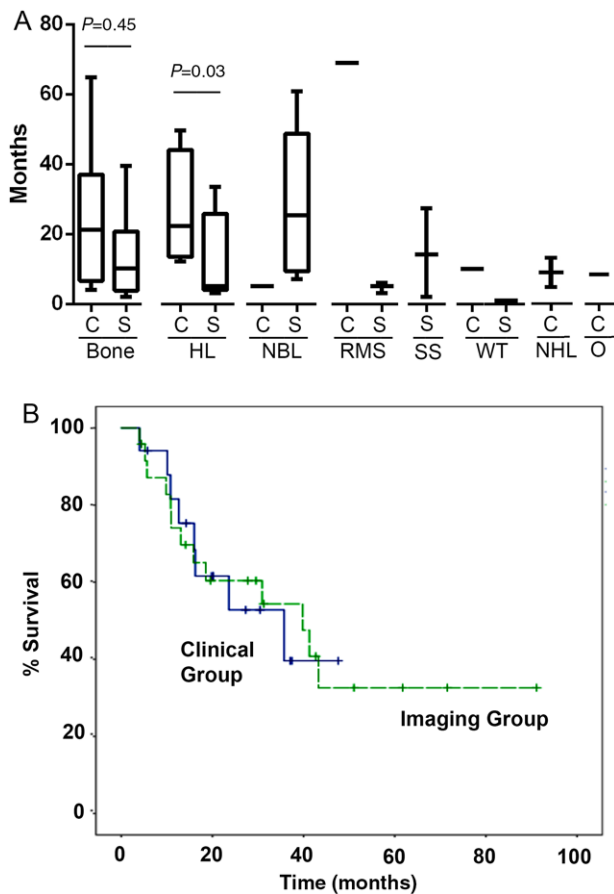 A
80
60
40
20
0
Months
P=0.45
P=0.03
C S C S C S C S S C S C C
Bone HL NBL RMS SS WT NHL O
B
100
80
60
40
20
0
% Survival
Clinical
Group
Imaging Group
0 20 40 60 80 100
Time (months)